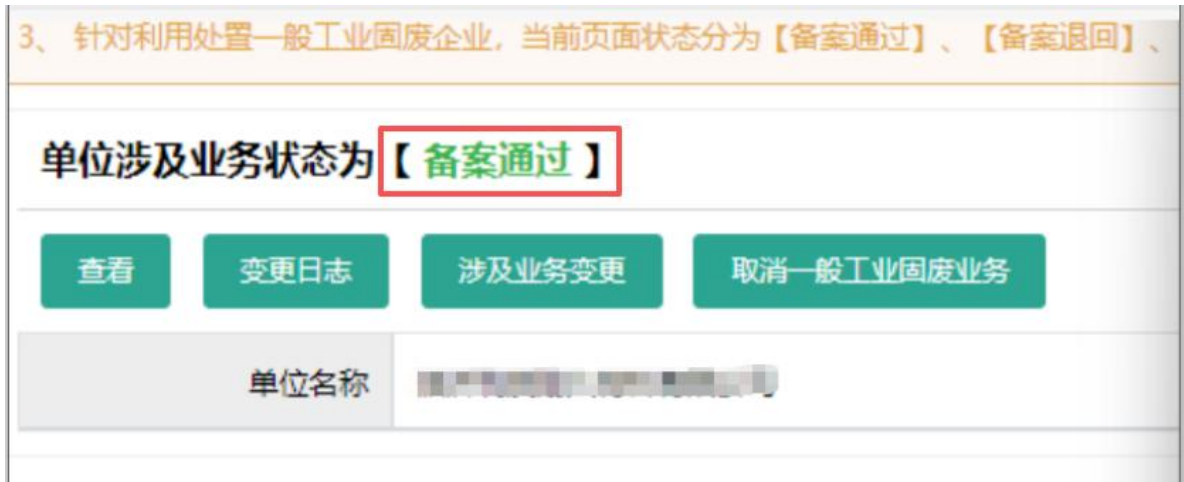 3、 针对利用处置一般工业固废企业，当前页面状态分为【备案通过】、【备案退回】、
单位涉及业务状态为【 备案通过 】
查看 变更日志 涉及业务变更 取消一般工业固废业务
单位名称